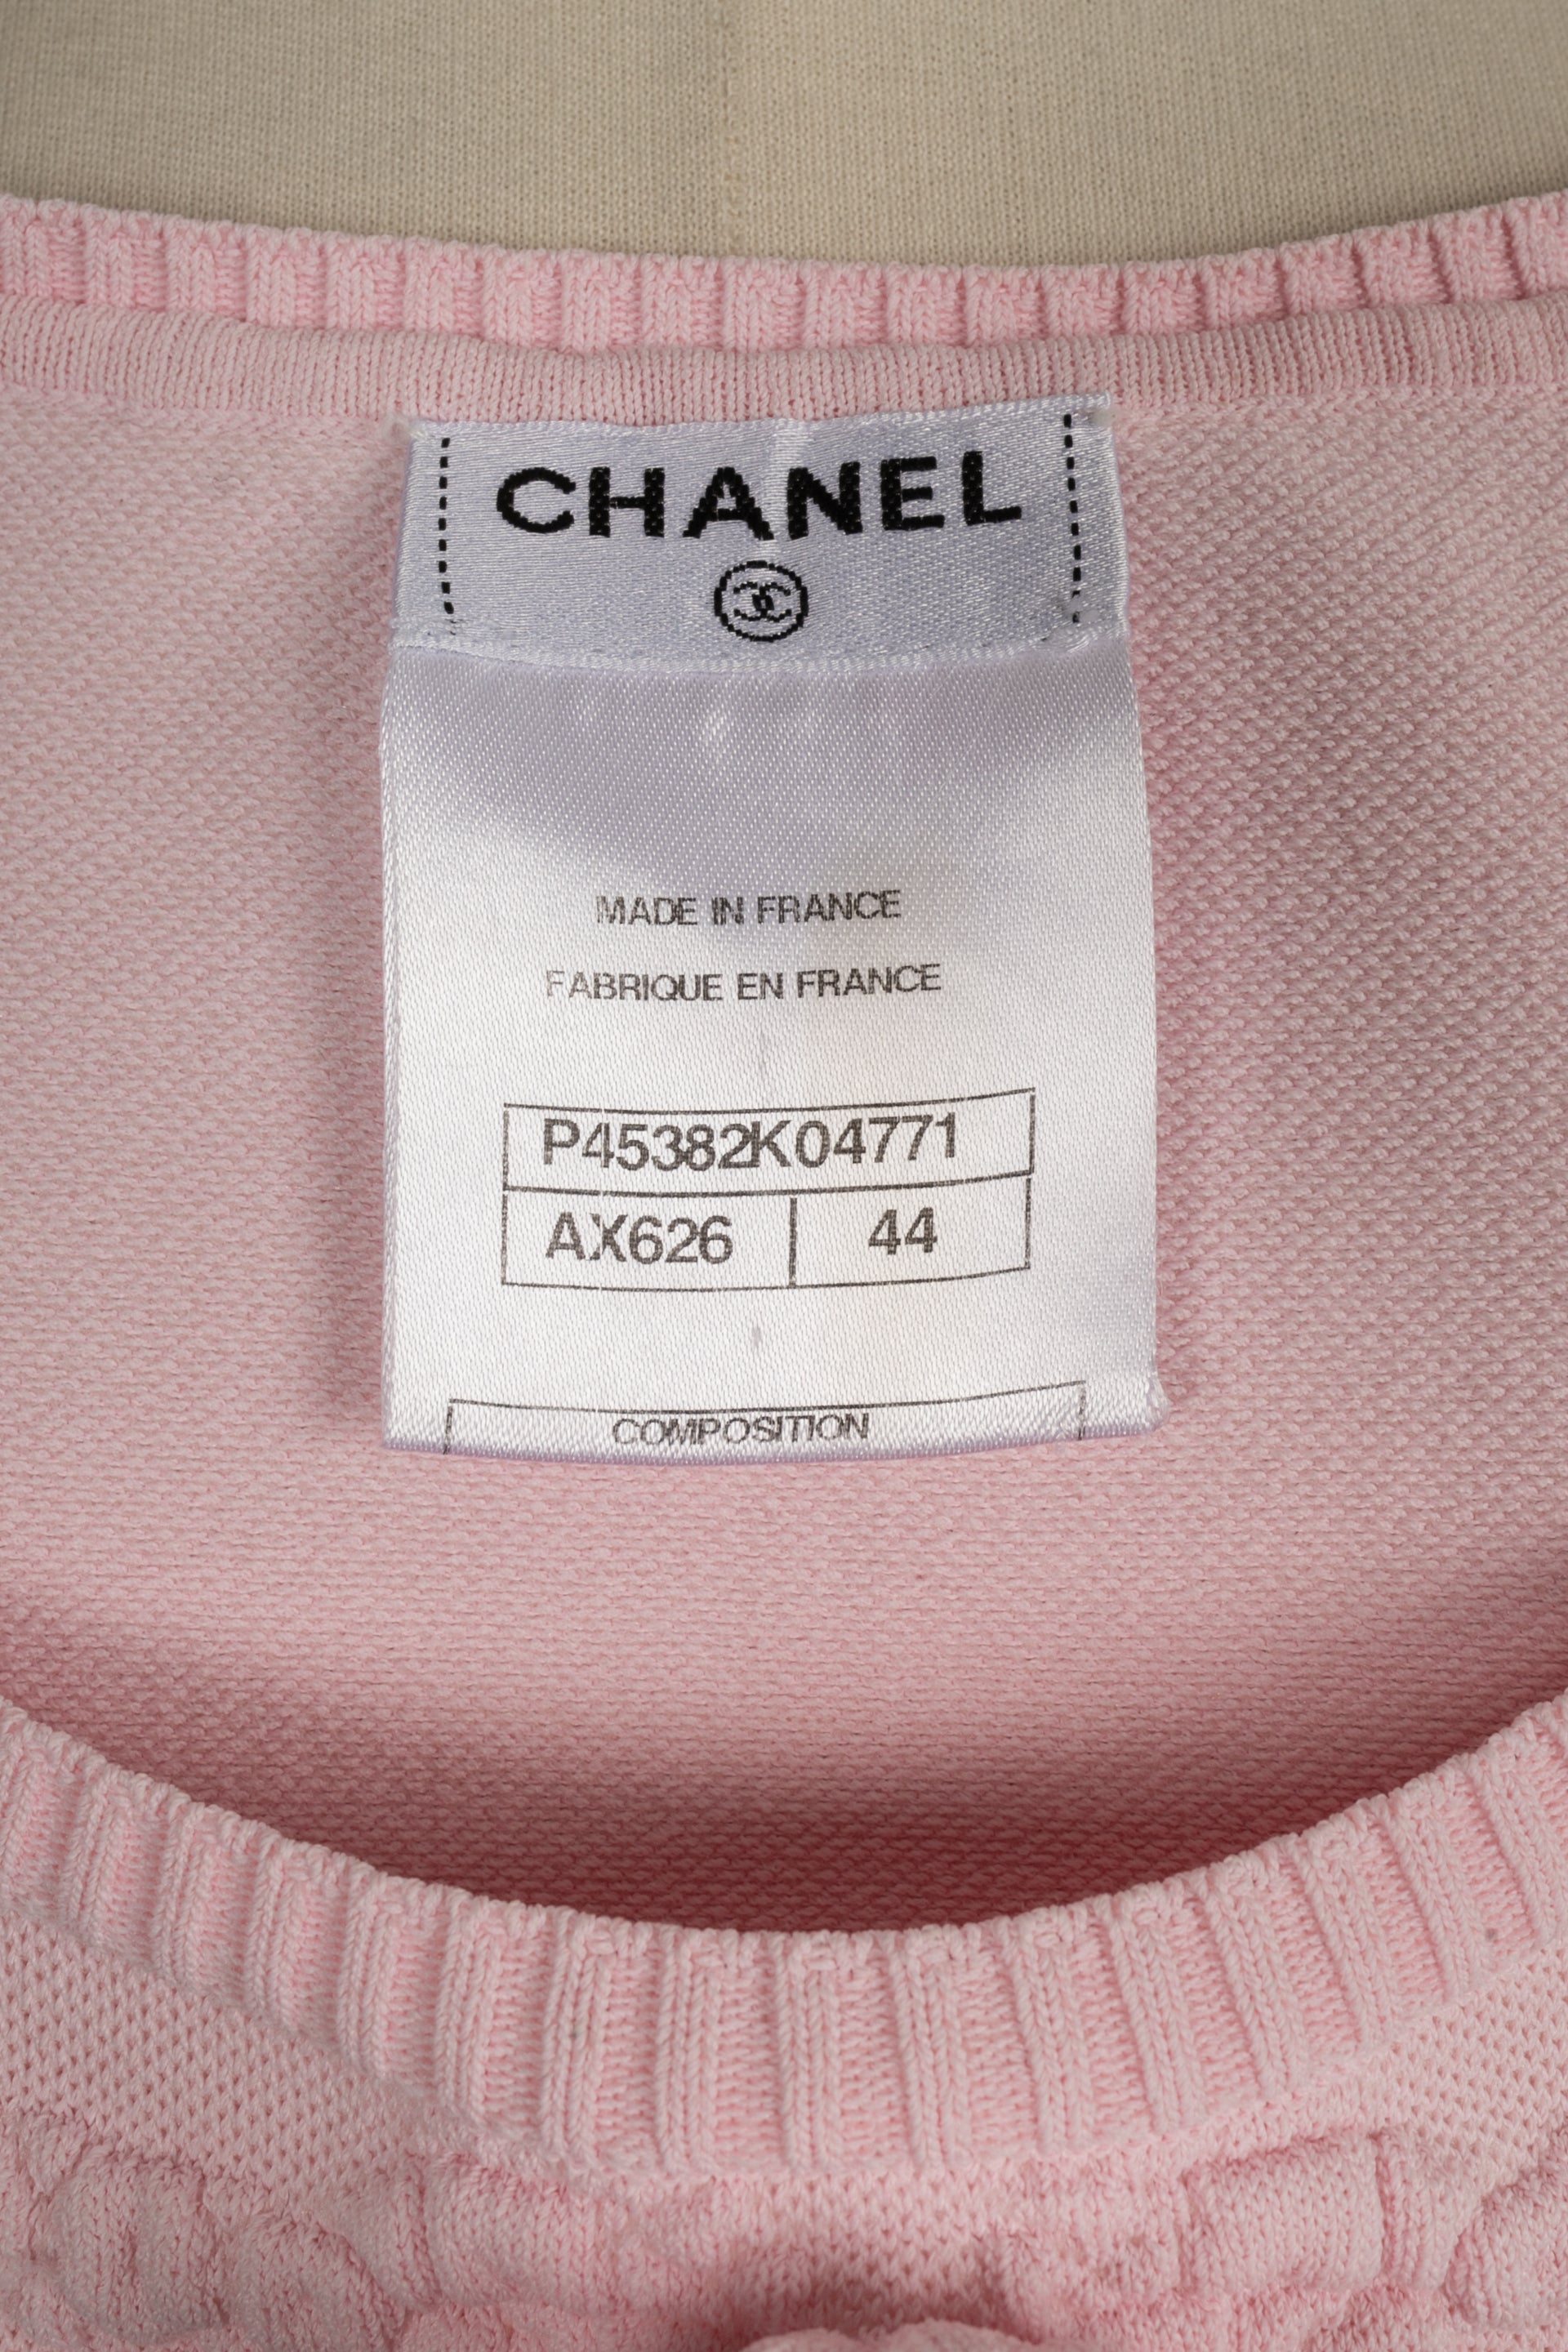 CHANEL
MADE IN FRANCE
FABRIQUE EN FRANCE
P45382K04771
AX626 44
COMPOSITION